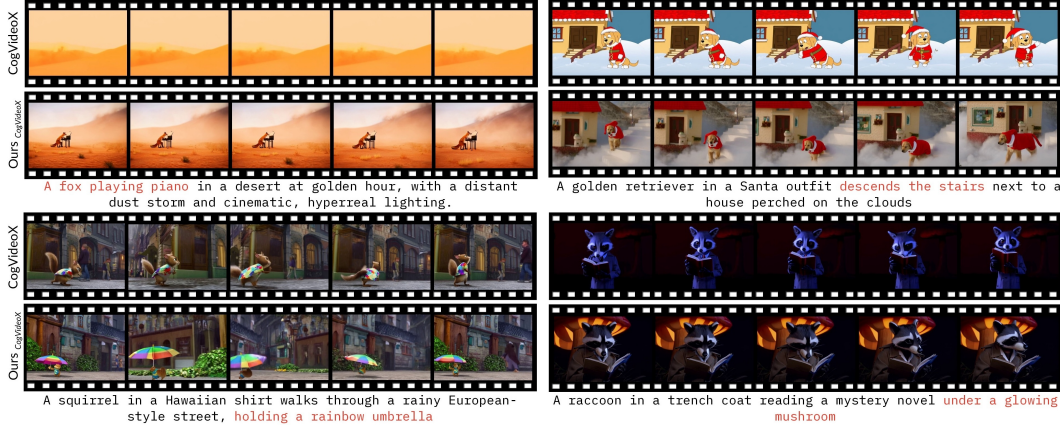 CogVideoX
Ours CogVideoX
A fox playing piano in a desert at golden hour, with a distant
dust storm and cinematic, hyperreal lighting.
A golden retriever in a Santa outfit descends the stairs next to a
house perched on the clouds
CogVideoX
Ours CogVideoX
A squirrel in a Hawaiian shirt walks through a rainy European-
style street, holding a rainbow umbrella
A raccoon in a trench coat reading a mystery novel under a glowing
mushroom